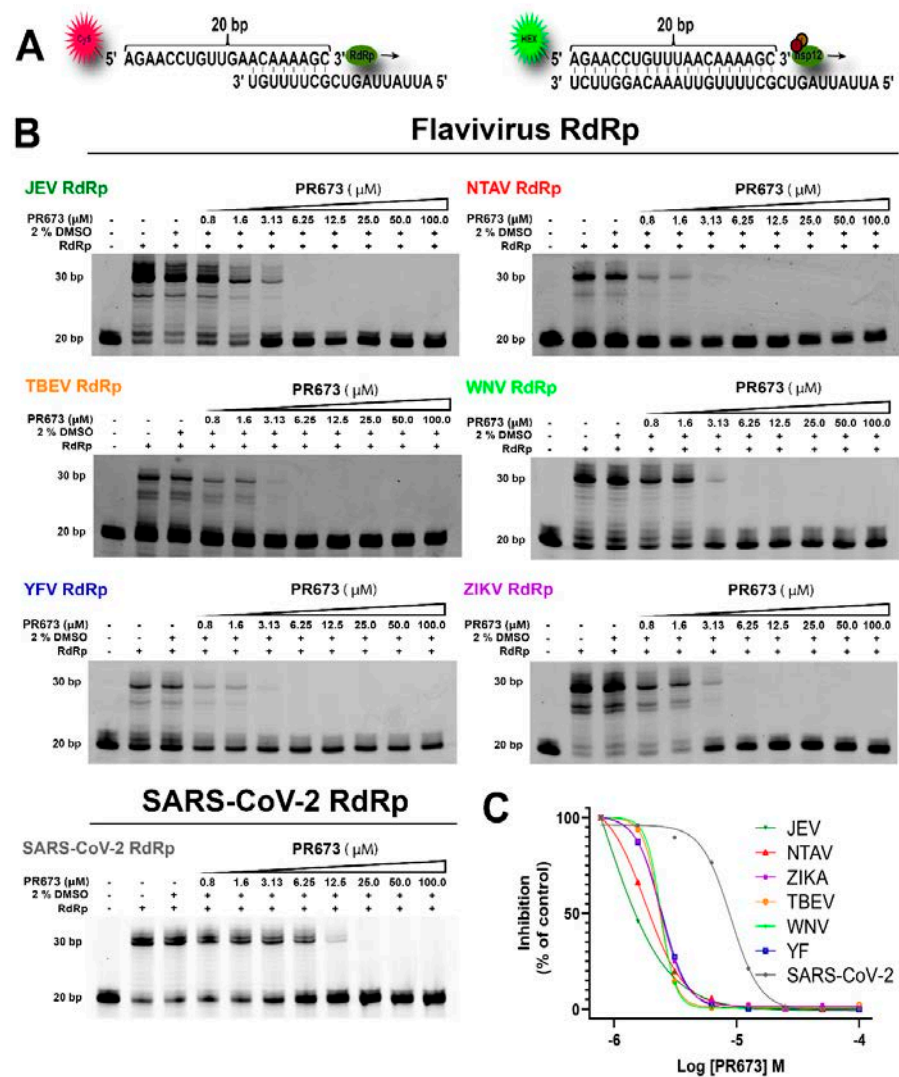 A
20 bp
Cy5 5' AGAACCUGUUGAACAAAAGC 3' RdRp
3' UGUUUUCGCUGAUUAUUA 5'
20 bp
HEX 5' AGAACCUGUUUAACAAAAGC 3' nsp12
3' UCUUGGACAAAUUGUUUUCGCUGAUUAUUA 5'
B
Flavivirus RdRp
JEV RdRp
PR673 ( μM)
PR673 (μM) - - - 0.8 1.6 3.13 6.25 12.5 25.0 50.0 100.0
2 % DMSO - - + + + + + + + + +
RdRp - + + + + + + + + + +
30 bp
20 bp
NTAV RdRp
PR673 ( μM)
PR673 (μM) - - - 0.8 1.6 3.13 6.25 12.5 25.0 50.0 100.0
2 % DMSO - - + + + + + + + + +
RdRp - + + + + + + + + + +
30 bp
20 bp
TBEV RdRp
PR673 ( μM)
PR673 (μM) - - - 0.8 1.6 3.13 6.25 12.5 25.0 50.0 100.0
2 % DMSO - - + + + + + + + + +
RdRp - + + + + + + + + + +
30 bp
20 bp
WNV RdRp
PR673 ( μM)
PR673 (μM) - - - 0.8 1.6 3.13 6.25 12.5 25.0 50.0 100.0
2 % DMSO - - + + + + + + + + +
RdRp - + + + + + + + + + +
30 bp
20 bp
YFV RdRp
PR673 ( μM)
PR673 (μM) - - - 0.8 1.6 3.13 6.25 12.5 25.0 50.0 100.0
2 % DMSO - - + + + + + + + + +
RdRp - + + + + + + + + + +
30 bp
20 bp
ZIKV RdRp
PR673 ( μM)
PR673 (μM) - - - 0.8 1.6 3.13 6.25 12.5 25.0 50.0 100.0
2 % DMSO - - + + + + + + + + +
RdRp - + + + + + + + + + +
30 bp
20 bp
SARS-CoV-2 RdRp
SARS-CoV-2 RdRp
PR673 ( μM)
PR673 (μM) - - - 0.8 1.6 3.13 6.25 12.5 25.0 50.0 100.0
2 % DMSO - - + + + + + + + + +
RdRp - + + + + + + + + + +
30 bp
20 bp
C
Inhibition
(% of control)
100
50
0
-6 -5 -4
Log [PR673] M
JEV
NTAV
ZIKA
TBEV
WNV
YF
SARS-CoV-2